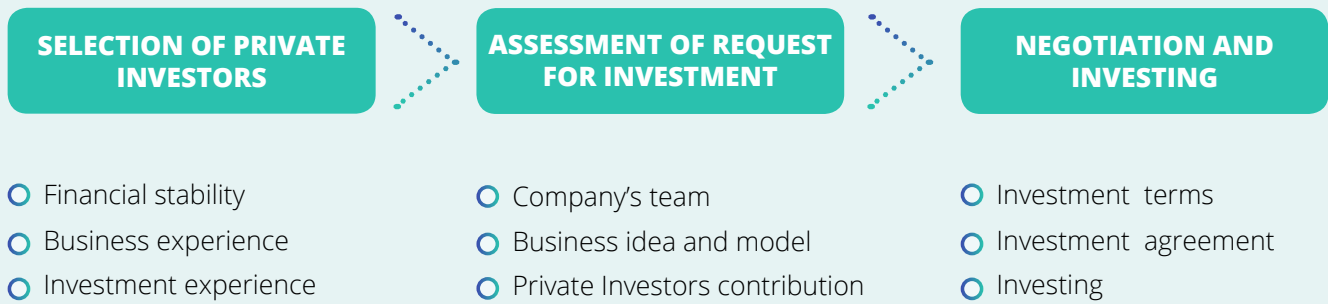 SELECTION OF PRIVATE
INVESTORS
Financial stability
Business experience
Investment experience
ASSESSMENT OF REQUEST
FOR INVESTMENT
Company’s team
Business idea and model
Private Investors contribution
NEGOTIATION AND
INVESTING
Investment terms
Investment agreement
Investing